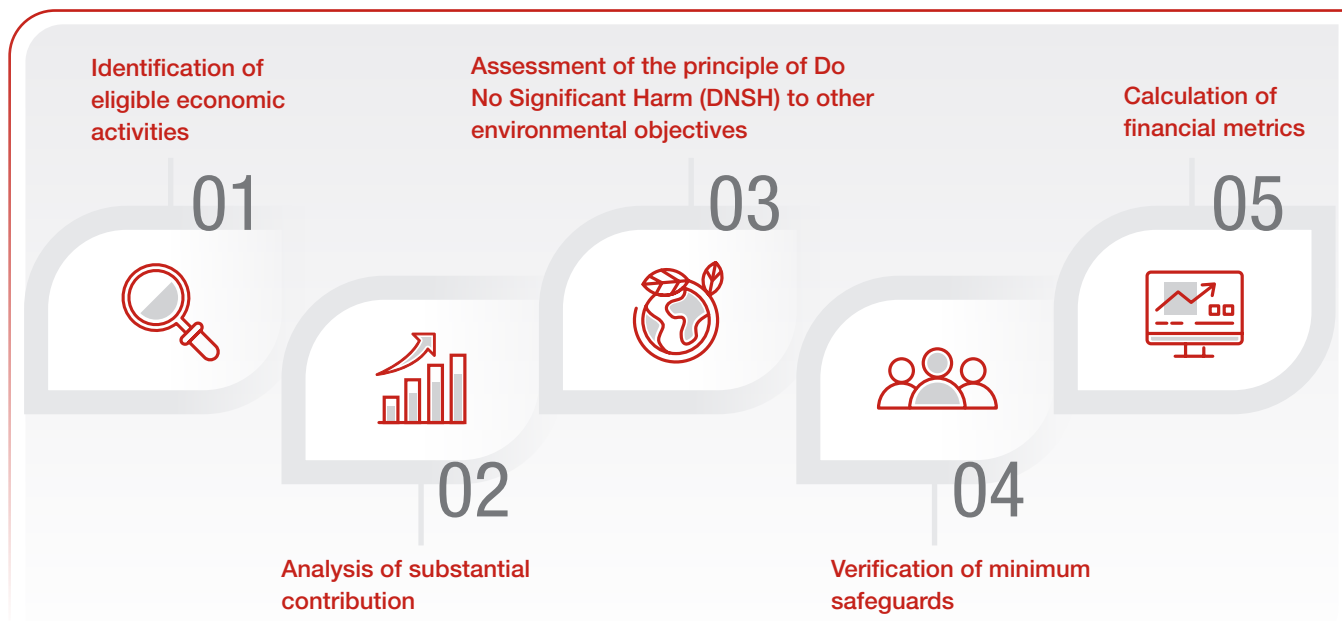 Identification of
eligible economic
activities
01
02
Analysis of substantial
contribution
Assessment of the principle of Do
No Significant Harm (DNSH) to other
environmental objectives
03
04
Verification of minimum
safeguards
Calculation of
financial metrics
05